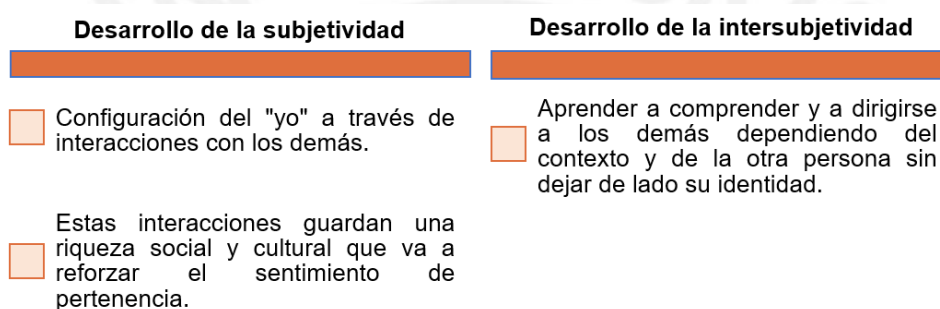 Desarrollo de la subjetividad
Configuración del "yo" a través de
interacciones con los demás.
Estas interacciones guardan una
riqueza social y cultural que va a
reforzar el sentimiento de
pertenencia.
Desarrollo de la intersubjetividad
Aprender a comprender y a dirigirse
a los demás dependiendo del
contexto y de la otra persona sin
dejar de lado su identidad.